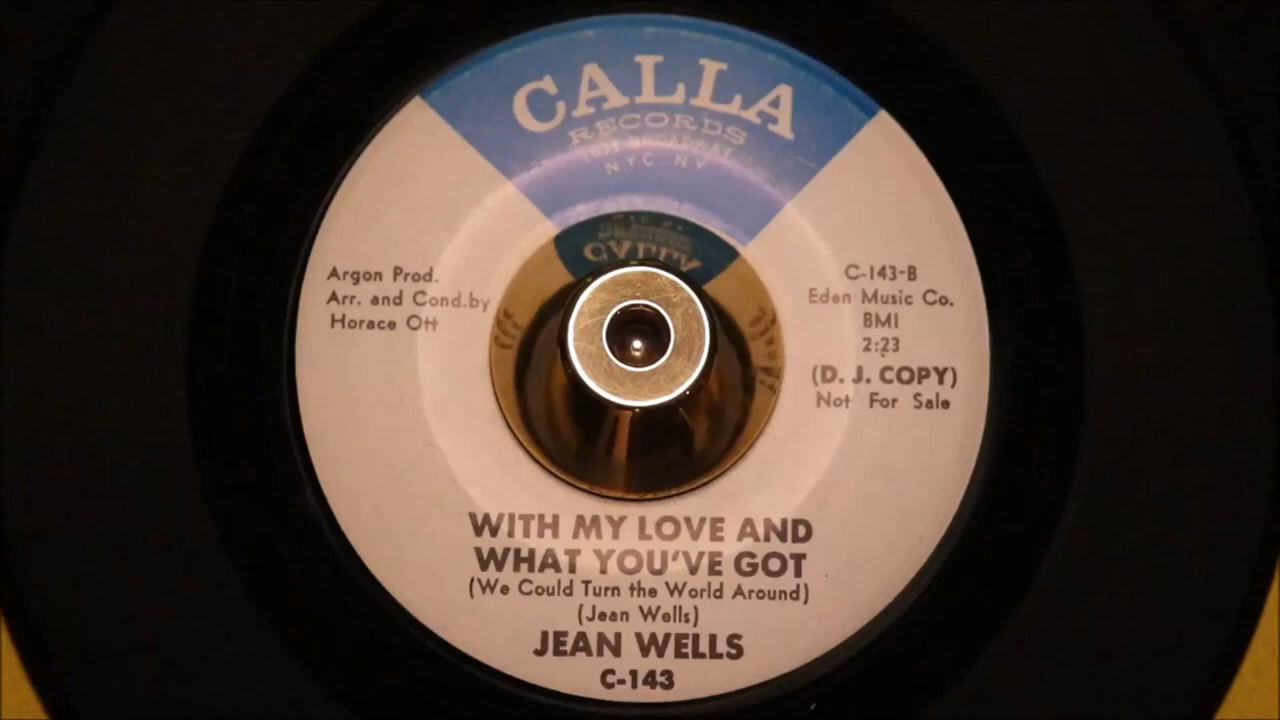 CALLA
RECORDS
BROADWAY
N.Y.C. N.Y.
Argon Prod.
Arr. and Cond.by
Horace Ott
C-143-B
Eden Music Co.
BMI
2:23
(D. J. COPY)
Not For Sale
WITH MY LOVE AND
WHAT YOU'VE GOT
(We Could Turn the World Around)
(Jean Wells)
JEAN WELLS
C-143